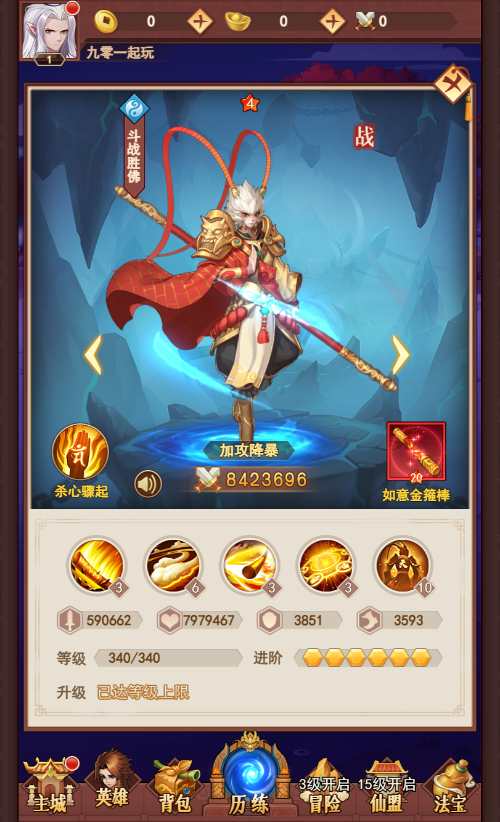 0
0
0
1
九零一起玩
4
斗战胜佛
战
加攻降暴
8423696
杀心骤起
20
如意金箍棒
3
6
3
3
10
590662
7979467
3851
3593
等级 340/340
进阶
升级 已达等级上限
主城
英雄
背包
历练
3级开启
冒险
15级开启
仙盟
法宝